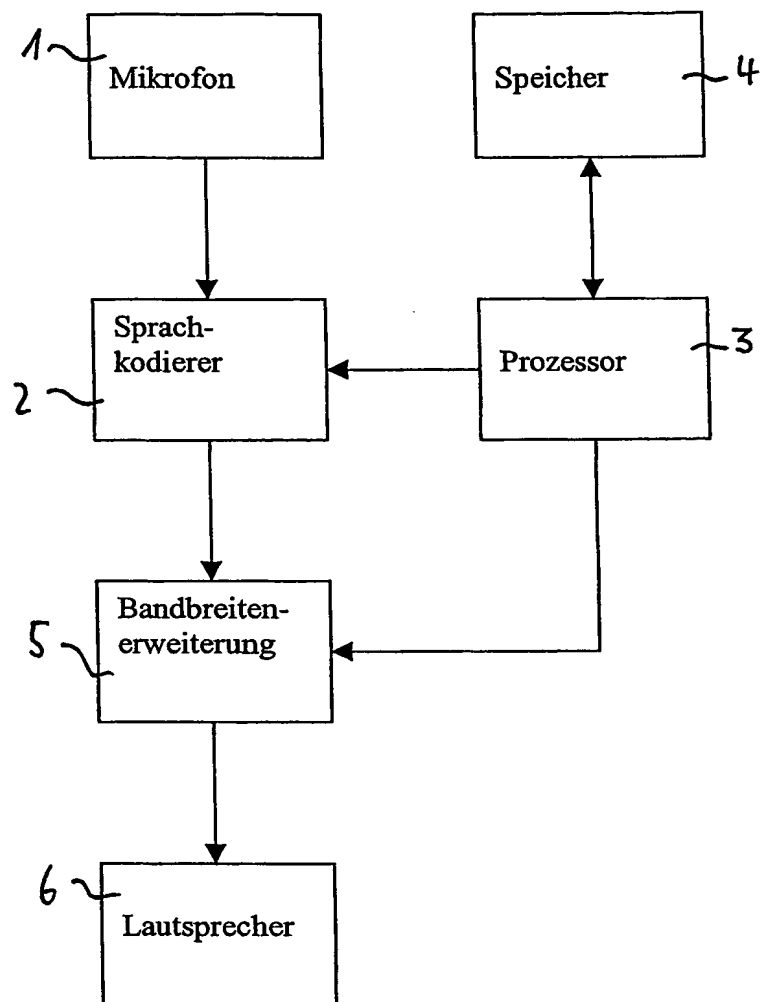 1
Mikrofon
Speicher
4
Sprach-
kodierer
2
Prozessor
3
Bandbreiten-
erweiterung
5
6
Lautsprecher